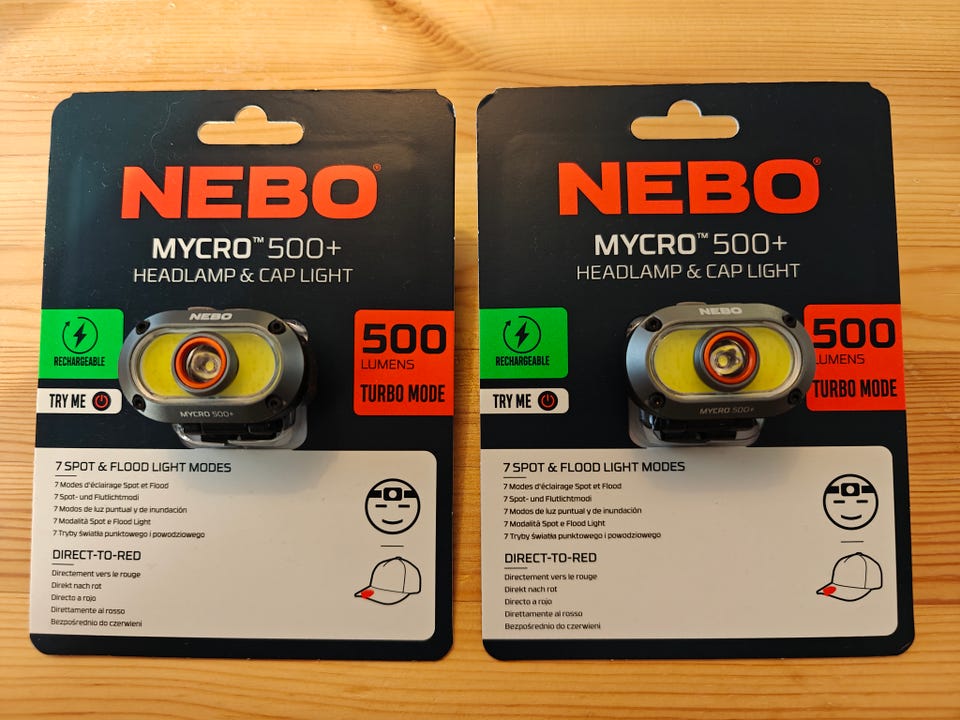 NEBO®
MYCRO™ 500+
HEADLAMP & CAP LIGHT
RECHARGEABLE
TRY ME
NEBO
MYCRO 500+
500
LUMENS
TURBO MODE
7 SPOT & FLOOD LIGHT MODES
7 Modes d'éclairage Spot et Flood
7 Spot- und Flutlichtmodi
7 Modos de luz puntual y de inundación
7 Modalità Spot e Flood Light
7 Tryby światła punktowego i powodziowego
DIRECT-TO-RED
Directement vers le rouge
Direkt nach rot
Directo a rojo
Direttamente al rosso
Bezpośrednio do czerwieni
NEBO®
MYCRO™ 500+
HEADLAMP & CAP LIGHT
RECHARGEABLE
TRY ME
NEBO
MYCRO 500+
500
LUMENS
TURBO MODE
7 SPOT & FLOOD LIGHT MODES
7 Modes d'éclairage Spot et Flood
7 Spot- und Flutlichtmodi
7 Modos de luz puntual y de inundación
7 Modalità Spot e Flood Light
7 Tryby światła punktowego i powodziowego
DIRECT-TO-RED
Directement vers le rouge
Direkt nach rot
Directo a rojo
Direttamente al rosso
Bezpośrednio do czerwieni